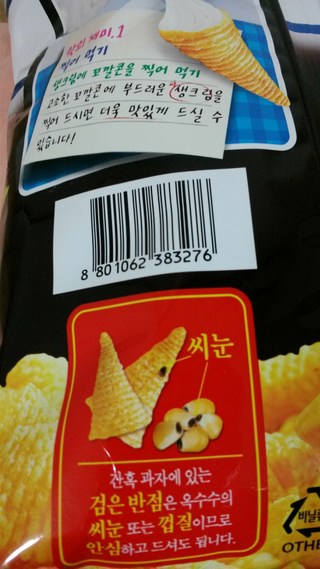 맛의 재미.1
찍어 먹기
생크림에 꼬깔콘을 찍어 먹기
고소한 꼬깔콘에 부드러운 생크림을
찍어 드시면 더욱 맛있게 드실 수
있습니다!
8 801062 383276
씨눈
간혹 과자에 있는
검은 반점은 옥수수의
씨눈 또는 껍질이므로
안심하고 드셔도 됩니다.
비닐류
OTHE